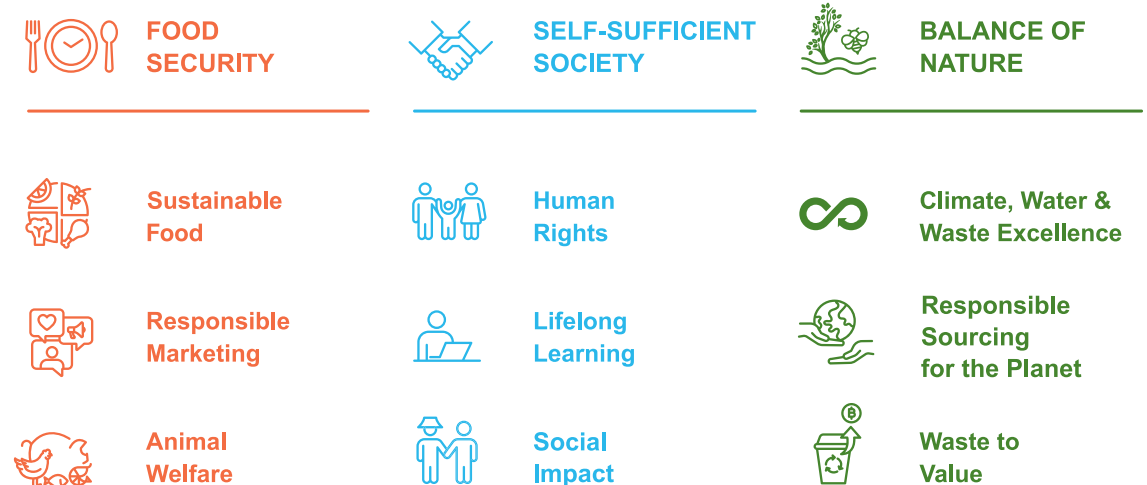 FOOD
SECURITY
SELF-SUFFICIENT
SOCIETY
BALANCE OF
NATURE
Sustainable
Food
Human
Rights
Climate, Water &
Waste Excellence
Responsible
Marketing
Lifelong
Learning
Responsible
Sourcing
for the Planet
Animal
Welfare
Social
Impact
฿
Waste to
Value